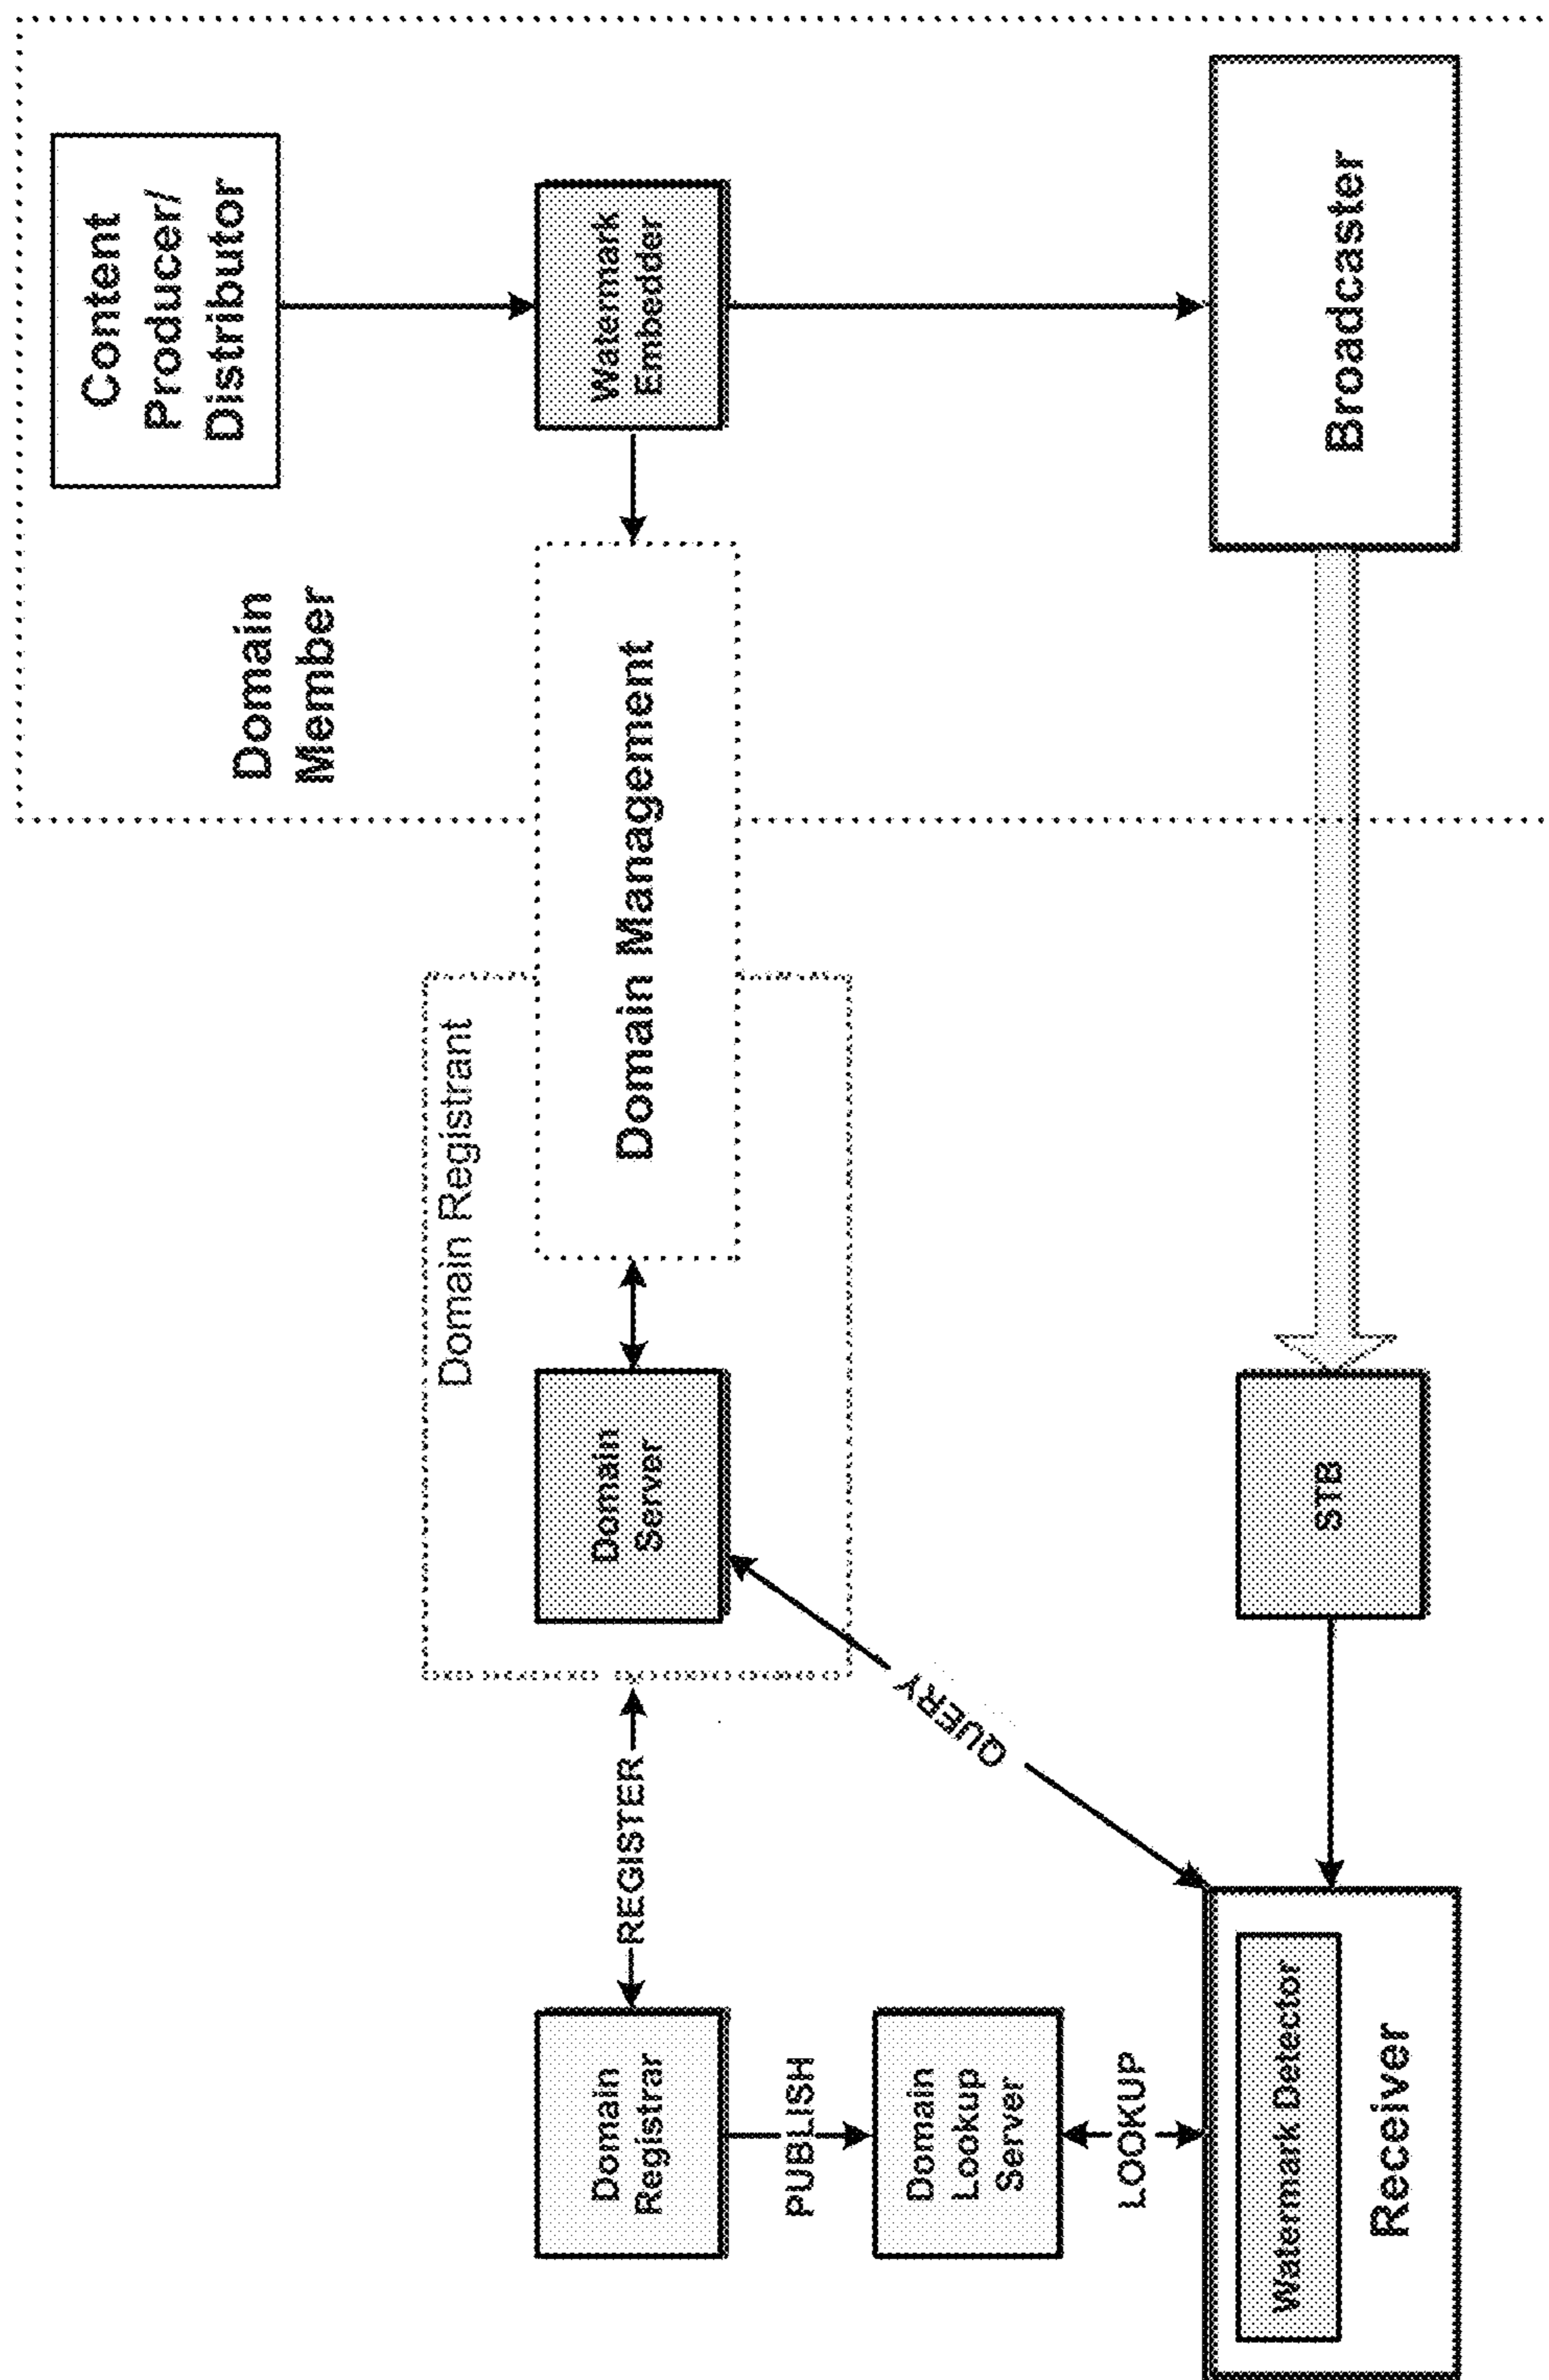 Content
Producer/
Distributor
Domain
Member
Watermark
Embedder
Domain Management
Domain Registrant
Domain
Server
REGISTER
Domain
Registrar
PUBLISH
Domain
Lookup
Server
LOOKUP
QUERY
Broadcaster
STB
Watermark Detector
Receiver